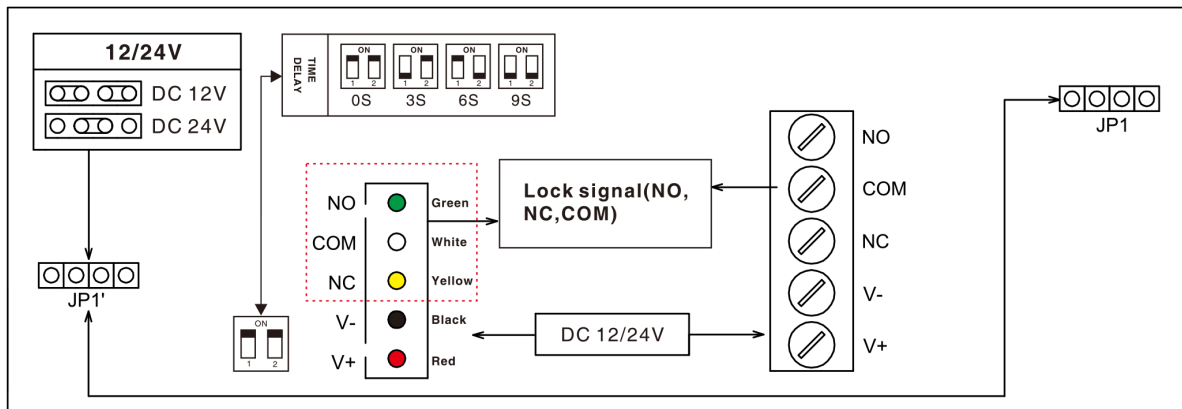 12/24V
DC 12V
DC 24V
TIME
DELAY
ON
1 2
0S
ON
1 2
3S
ON
1 2
6S
ON
1 2
9S
JP1
NO
COM
NC
V-
V+
Lock signal(NO,
NC,COM)
NO Green
COM White
NC Yellow
V- Black
V+ Red
DC 12/24V
JP1'
ON
1 2